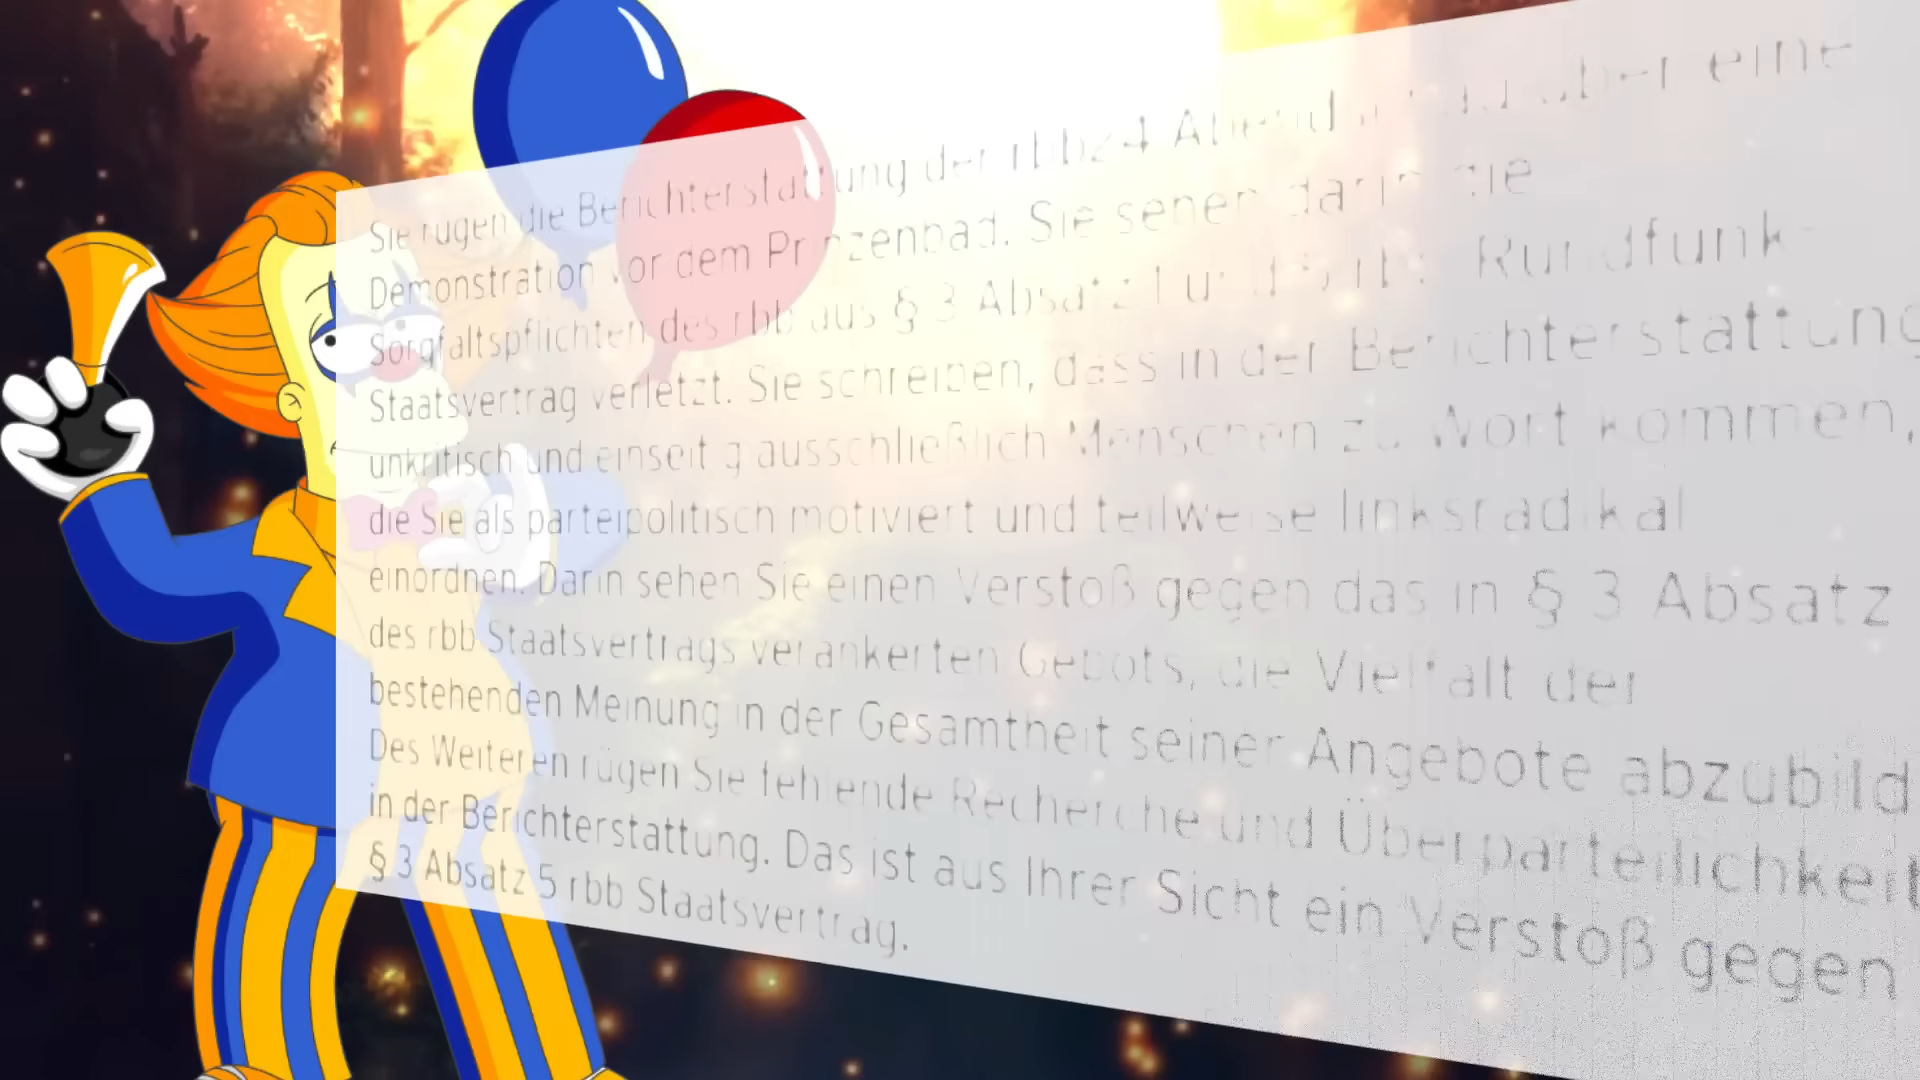 Sie rügen die Berichterstattung der rbb24 Abendschau über eine
Demonstration vor dem Prinzenbad. Sie sehen darin die
Sorgfaltspflichten des rbb aus § 3 Absatz 1 und 5 rbb Rundfunk-
Staatsvertrag verletzt. Sie schreiben, dass in der Berichterstattung
unkritisch und einseitig ausschließlich Menschen zu Wort kommen,
die Sie als parteipolitisch motiviert und teilweise linksradikal
einordnen. Darin sehen Sie einen Verstoß gegen das in § 3 Absatz
des rbb Staatsvertrags verankerten Gebots, die Vielfalt der
bestehenden Meinung in der Gesamtheit seiner Angebote abzubild
Des Weiteren rügen Sie fehlende Recherche und Überparteilichkeit
in der Berichterstattung. Das ist aus Ihrer Sicht ein Verstoß gegen
§ 3 Absatz 5 rbb Staatsvertrag.